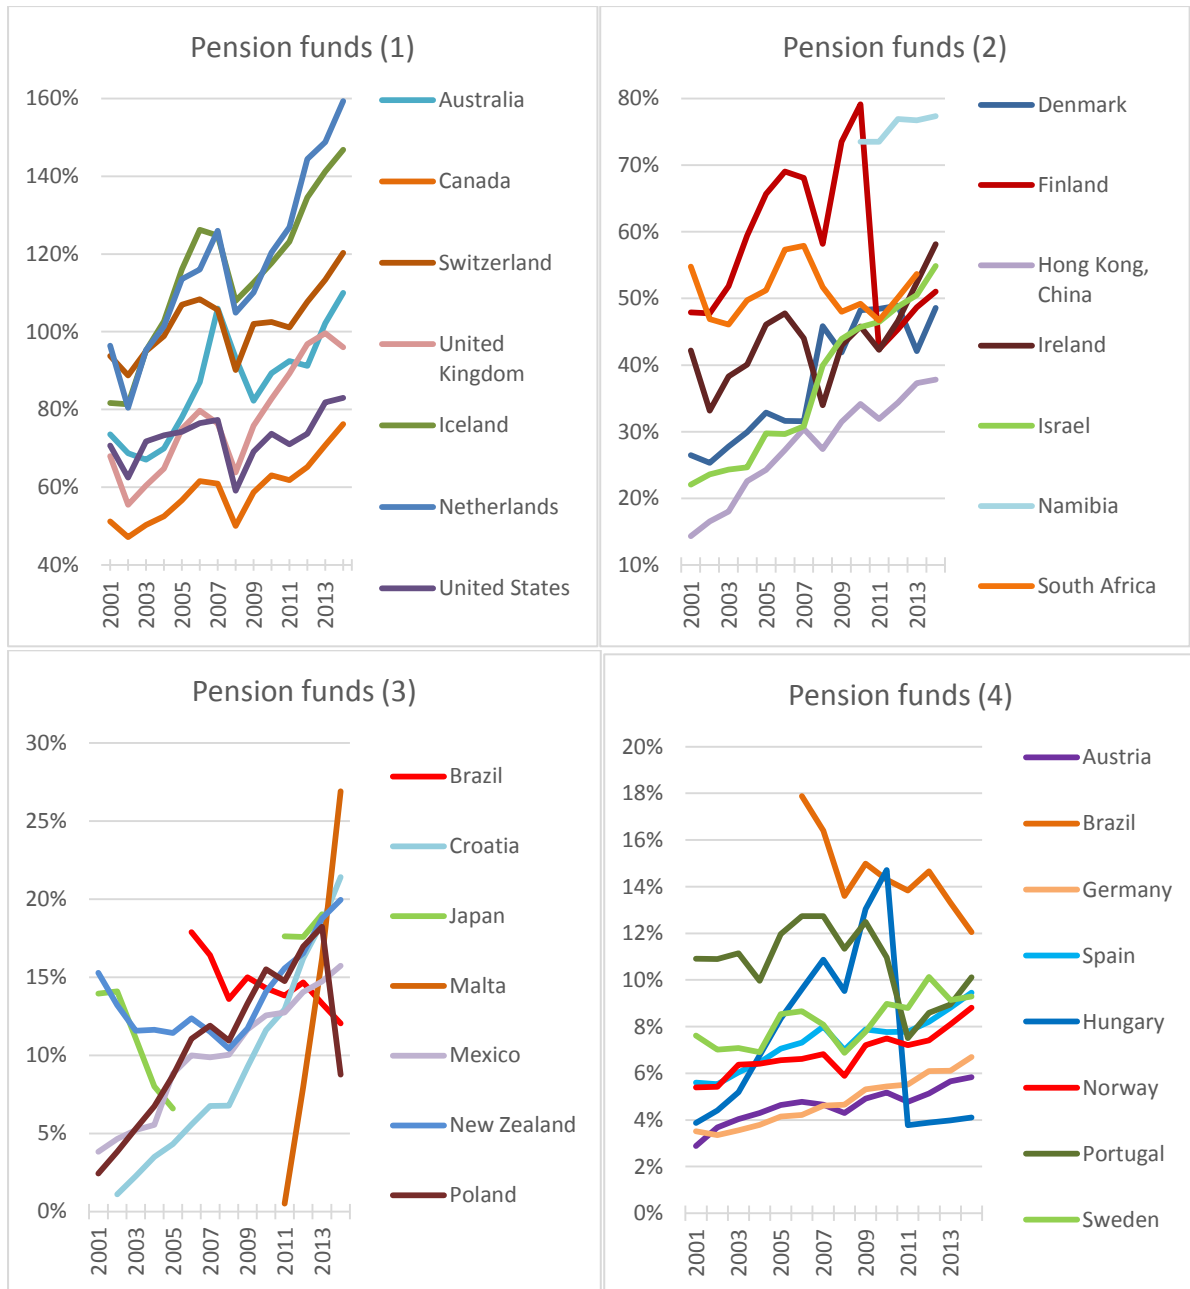 Pension funds (1)
160%
140%
120%
100%
80%
60%
40%
2001
2003
2005
2007
2009
2011
2013
Australia
Canada
Switzerland
United
Kingdom
Iceland
Netherlands
United States
Pension funds (2)
80%
70%
60%
50%
40%
30%
20%
10%
2001
2003
2005
2007
2009
2011
2013
Denmark
Finland
Hong Kong,
China
Ireland
Israel
Namibia
South Africa
Pension funds (3)
30%
25%
20%
15%
10%
5%
0%
2001
2003
2005
2007
2009
2011
2013
Brazil
Croatia
Japan
Malta
Mexico
New Zealand
Poland
Pension funds (4)
20%
18%
16%
14%
12%
10%
8%
6%
4%
2%
0%
2001
2003
2005
2007
2009
2011
2013
Austria
Brazil
Germany
Spain
Hungary
Norway
Portugal
Sweden